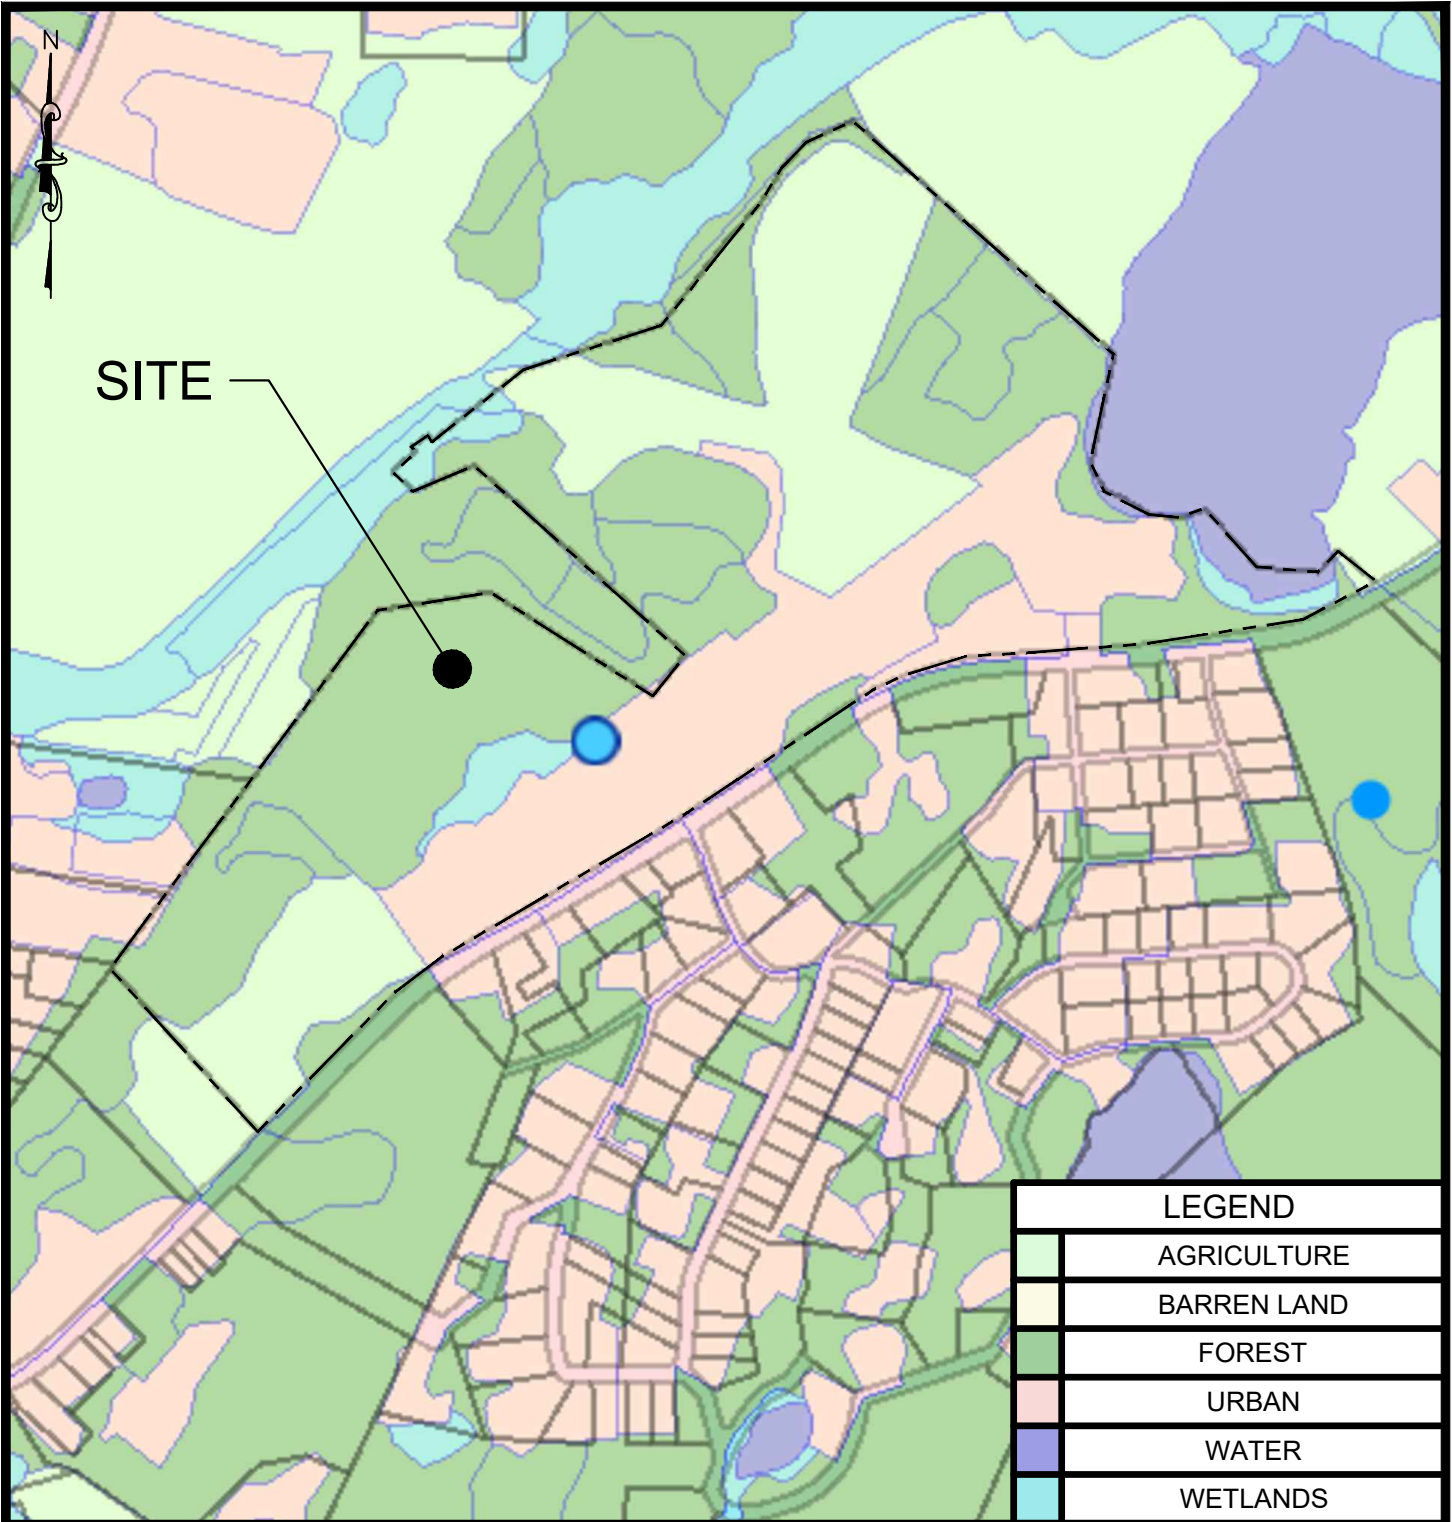 N
SITE
LEGEND
AGRICULTURE
BARREN LAND
FOREST
URBAN
WATER
WETLANDS